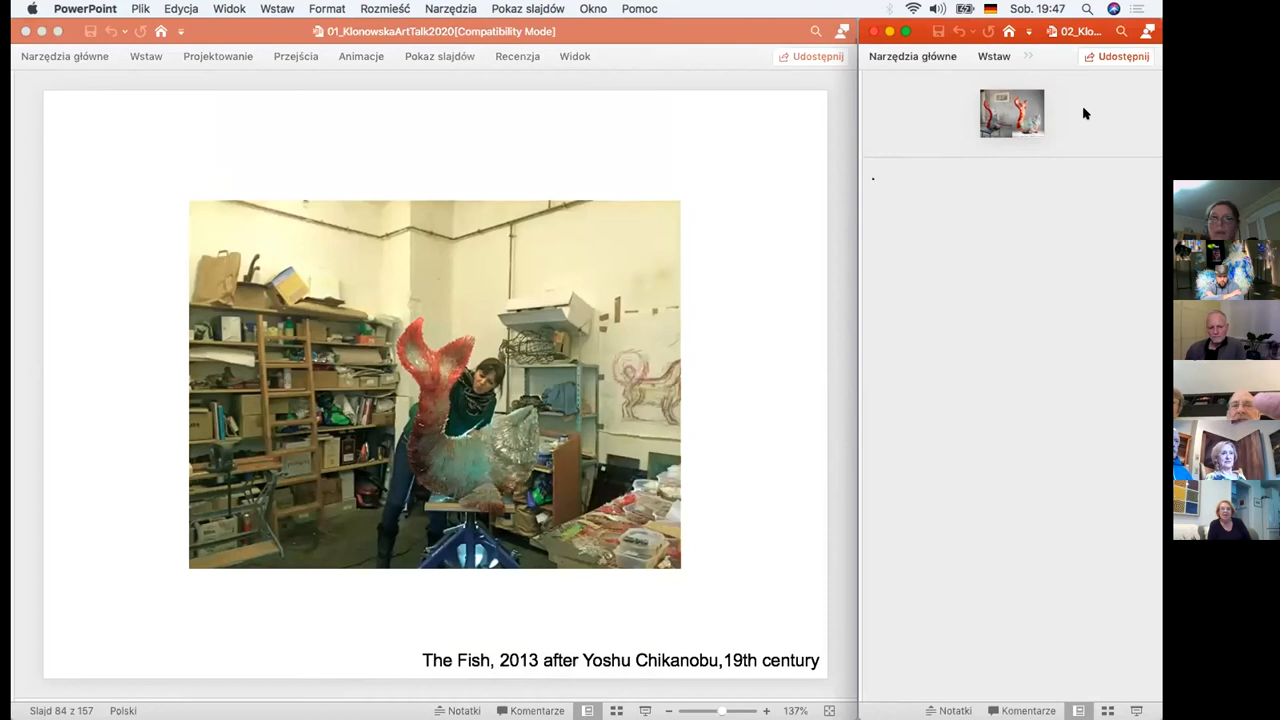 PowerPoint Plik Edycja Widok Wstaw Format Rozmieść Narzędzia Pokaz slajdów Okno Pomoc Sob. 19:47
01_KlonowskaArtTalk2020[Compatibility Mode]
02_Klo...
Narzędzia główne Wstaw Projektowanie Przejścia Animacje Pokaz slajdów Recenzja Widok Udostępnij
Narzędzia główne Wstaw Udostępnij
The Fish, 2013 after Yoshu Chikanobu,19th century
Slajd 84 z 157 Polski Notatki Komentarze 137%
Notatki Komentarze